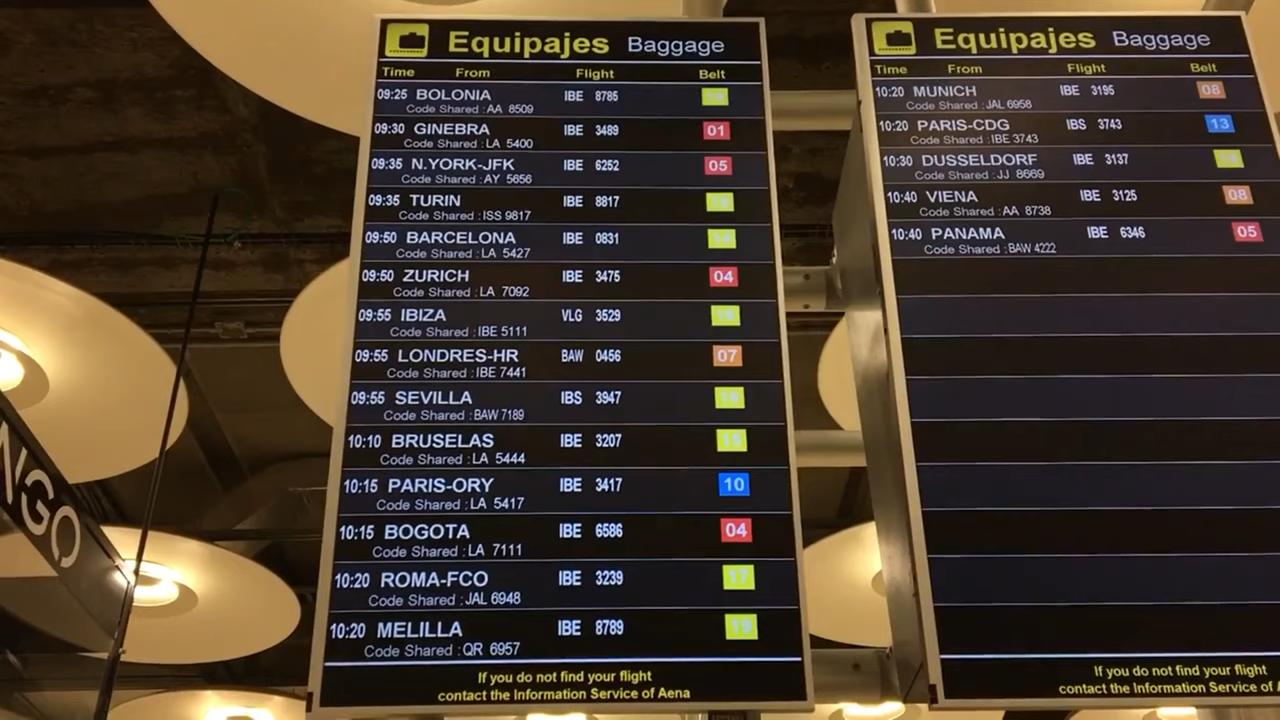 Equipajes Baggage
Time From Flight Belt
09:25 BOLONIA IBE 8785
Code Shared : AA 8509
09:30 GINEBRA IBE 3489 01
Code Shared : LA 5400
09:35 N.YORK-JFK IBE 6252 05
Code Shared : AY 5656
09:35 TURIN IBE 8817
Code Shared : ISS 9817
09:50 BARCELONA IBE 0831
Code Shared : LA 5427
09:50 ZURICH IBE 3475 04
Code Shared : LA 7092
09:55 IBIZA VLG 3529
Code Shared : IBE 5111
09:55 LONDRES-HR BAW 0456 07
Code Shared : IBE 7441
09:55 SEVILLA IBS 3947
Code Shared : BAW 7189
10:10 BRUSELAS IBE 3207
Code Shared : LA 5444
10:15 PARIS-ORY IBE 3417 10
Code Shared : LA 5417
10:15 BOGOTA IBE 6586 04
Code Shared : LA 7111
10:20 ROMA-FCO IBE 3239 17
Code Shared : JAL 6948
10:20 MELILLA IBE 8789 19
Code Shared : QR 6957
If you do not find your flight
contact the Information Service of Aena
Equipajes Baggage
Time From Flight Belt
10:20 MUNICH IBE 3195 08
Code Shared : JAL 6958
10:20 PARIS-CDG IBS 3743 13
Code Shared : IBE 3743
10:30 DUSSELDORF IBE 3137
Code Shared : JJ 8669
10:40 VIENA IBE 3125 08
Code Shared : AA 8738
10:40 PANAMA IBE 6346 05
Code Shared : BAW 4222
If you do not find your flight
contact the Information Service of